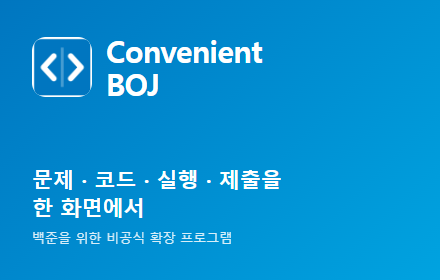 Convenient
BOJ
문제 · 코드 · 실행 · 제출을
한 화면에서
백준을 위한 비공식 확장 프로그램